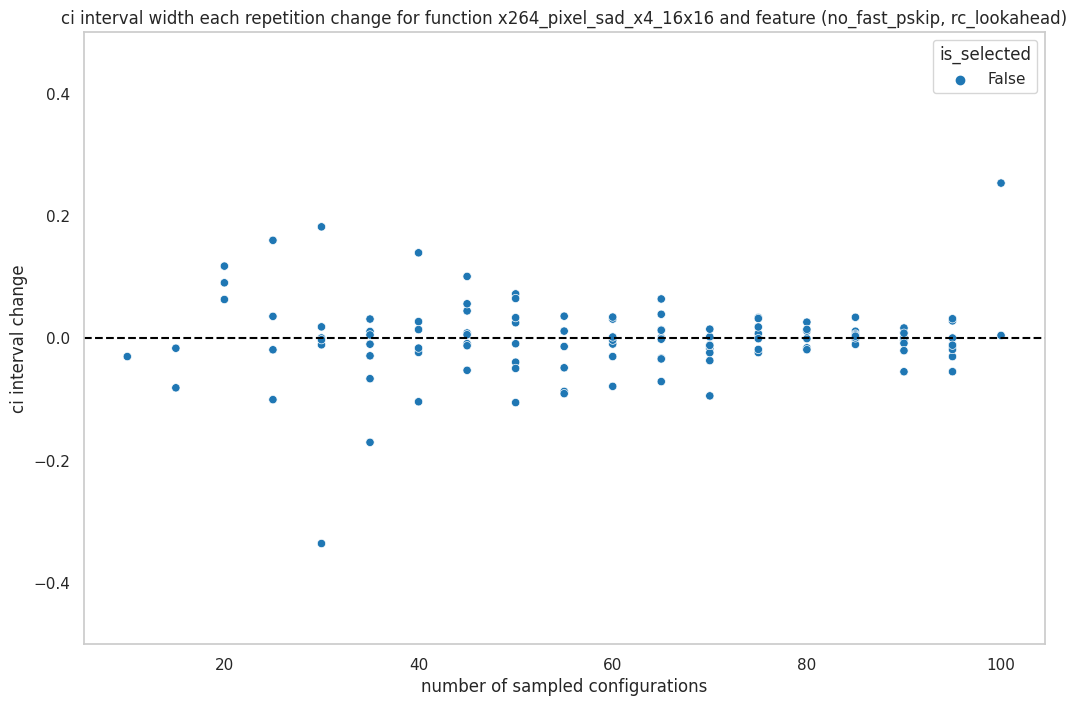 ci interval width each repetition change for function x264_pixel_sad_x4_16x16 and feature (no_fast_pskip, rc_lookahead)
is_selected
False
0.4
0.2
0.0
−0.2
−0.4
ci interval change
20 40 60 80 100
number of sampled configurations